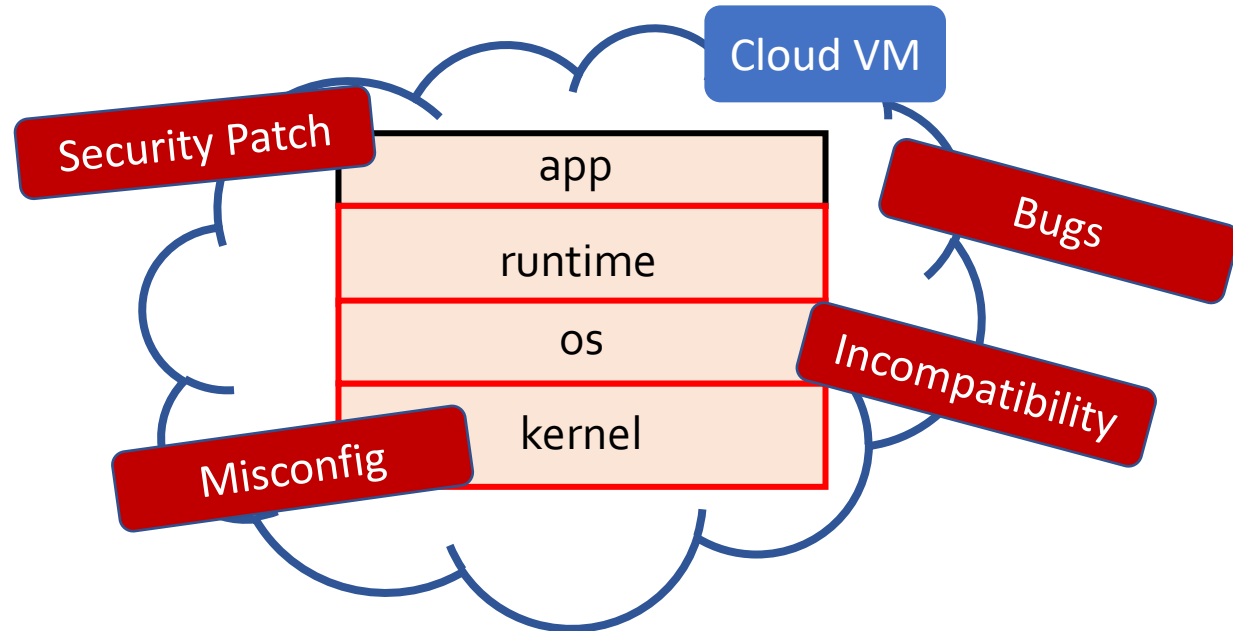 Cloud VM
Security Patch
app
Bugs
runtime
os
Incompatibility
kernel
Misconfig